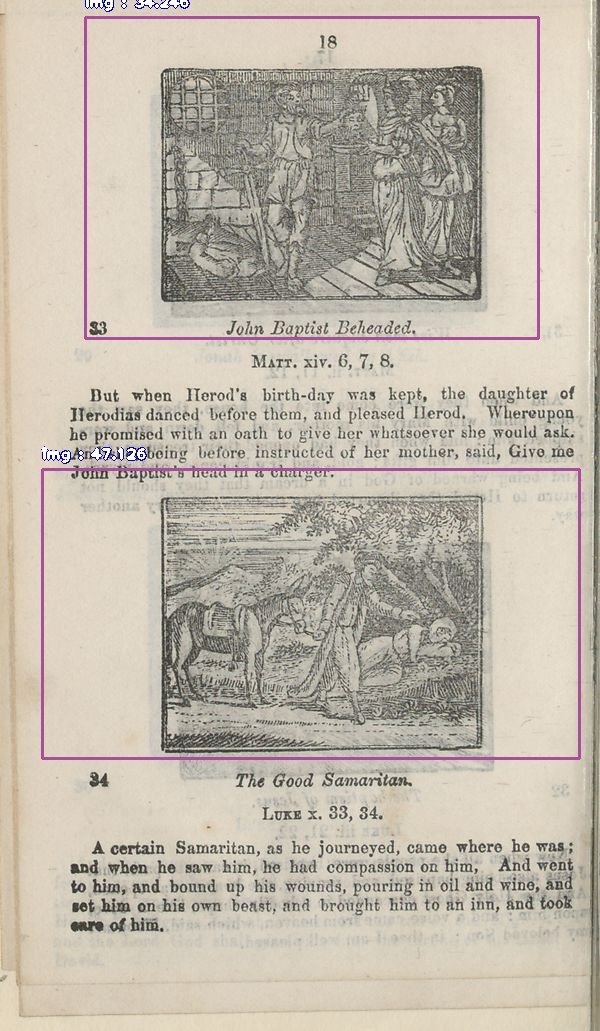 img : 34.246
18
33 John Baptist Beheaded.
MATT. xiv. 6, 7, 8.
But when Herod's birth-day was kept, the daughter of
Herodias danced before them, and pleased Herod. Whereupon
he promised with an oath to give her whatsoever she would ask.
being before instructed of her mother, said, Give me
img : 47.126
John Baptist's head in a charger.
34 The Good Samaritan.
LUKE x. 33, 34.
A certain Samaritan, as he journeyed, came where he was;
and when he saw him, he had compassion on him, And went
to him, and bound up his wounds, pouring in oil and wine, and
set him on his own beast, and brought him to an inn, and took
care of him.